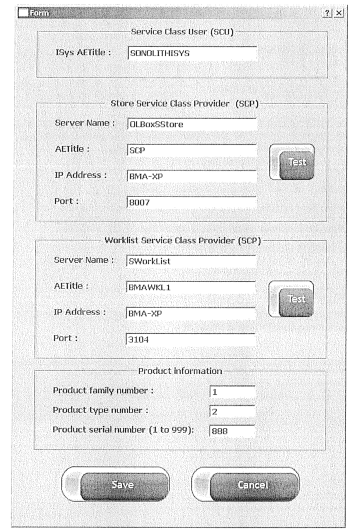 Form
Service Class User (SCU)
ISys AETitle : SONOLITHISYS
Store Service Class Provider (SCP)
Server Name : OLBoxSStore
AETitle : SCP
Test
IP Address : BMA-XP
Port : 8007
Worklist Service Class Provider (SCP)
Server Name : SWorkList
AETitle : BMAWKL1
Test
IP Address : BMA-XP
Port : 3104
Product information
Product family number : 1
Product type number : 2
Product serial number (1 to 999): 888
Save Cancel